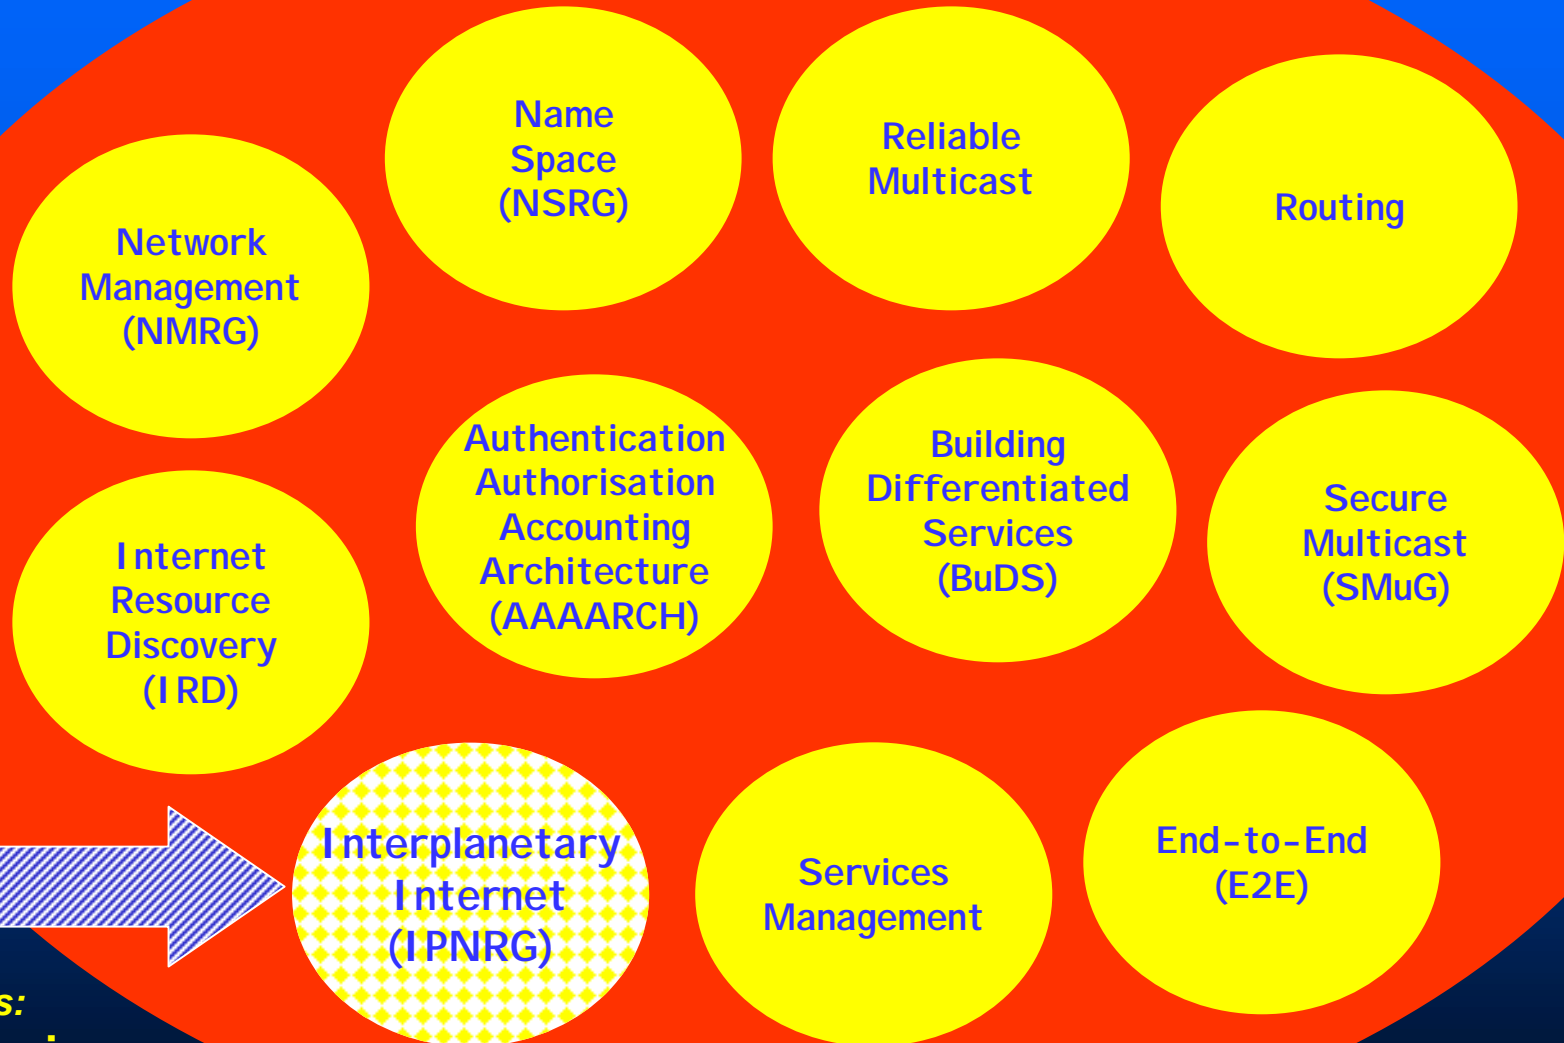 Name
Space
(NSRG)
Reliable
Multicast
Routing
Network
Management
(NMRG)
Authentication
Authorisation
Accounting
Architecture
(AAAARCH)
Building
Differentiated
Services
(BuDS)
Secure
Multicast
(SMuG)
Internet
Resource
Discovery
(IRD)
Interplanetary
Internet
(IPNRG)
Services
Management
End-to-End
(E2E)
s: